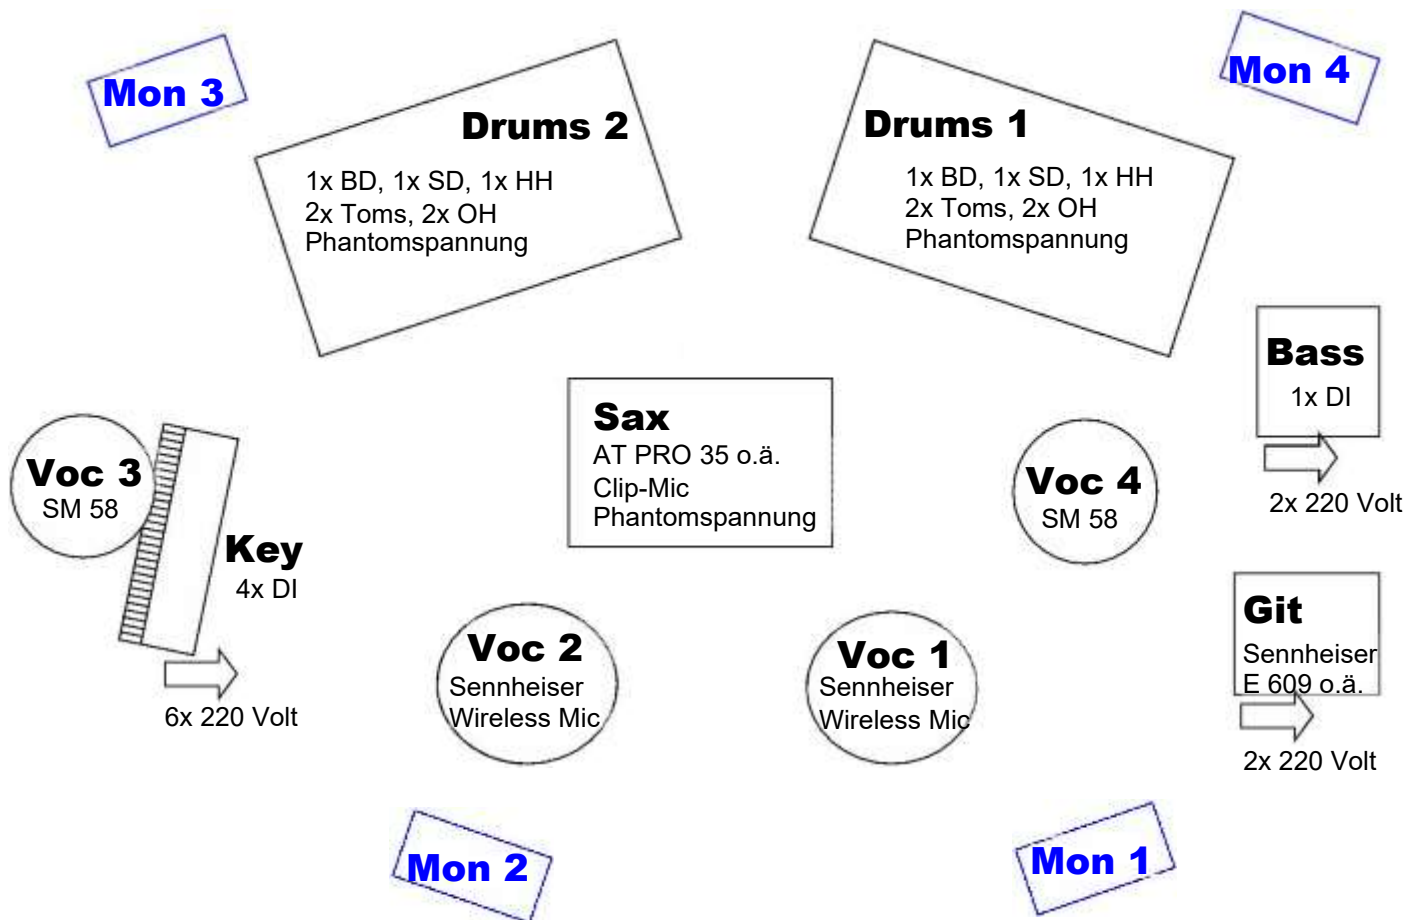 Mon 3
Mon 4
Drums 2
1x BD, 1x SD, 1x HH
2x Toms, 2x OH
Phantomspannung
Drums 1
1x BD, 1x SD, 1x HH
2x Toms, 2x OH
Phantomspannung
Bass
1x DI
2x 220 Volt
Voc 3
SM 58
Key
4x DI
6x 220 Volt
Sax
AT PRO 35 o.ä.
Clip-Mic
Phantomspannung
Voc 4
SM 58
Git
Sennheiser
E 609 o.ä.
2x 220 Volt
Voc 2
Sennheiser
Wireless Mic
Voc 1
Sennheiser
Wireless Mic
Mon 2
Mon 1